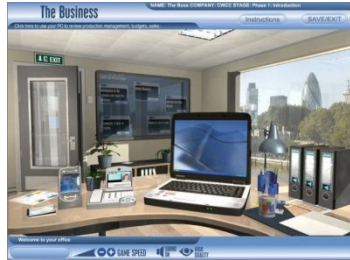 The Business
NAME: The Boss COMPANY: CWCC STAGE: Phase 1: Introduction
Instructions
SAVE/EXIT
Click here to use your PC to review production management, budgets, sales
EXIT
Welcome to your office
GAME SPEED
SOUND
ON
HIGH
QUALITY